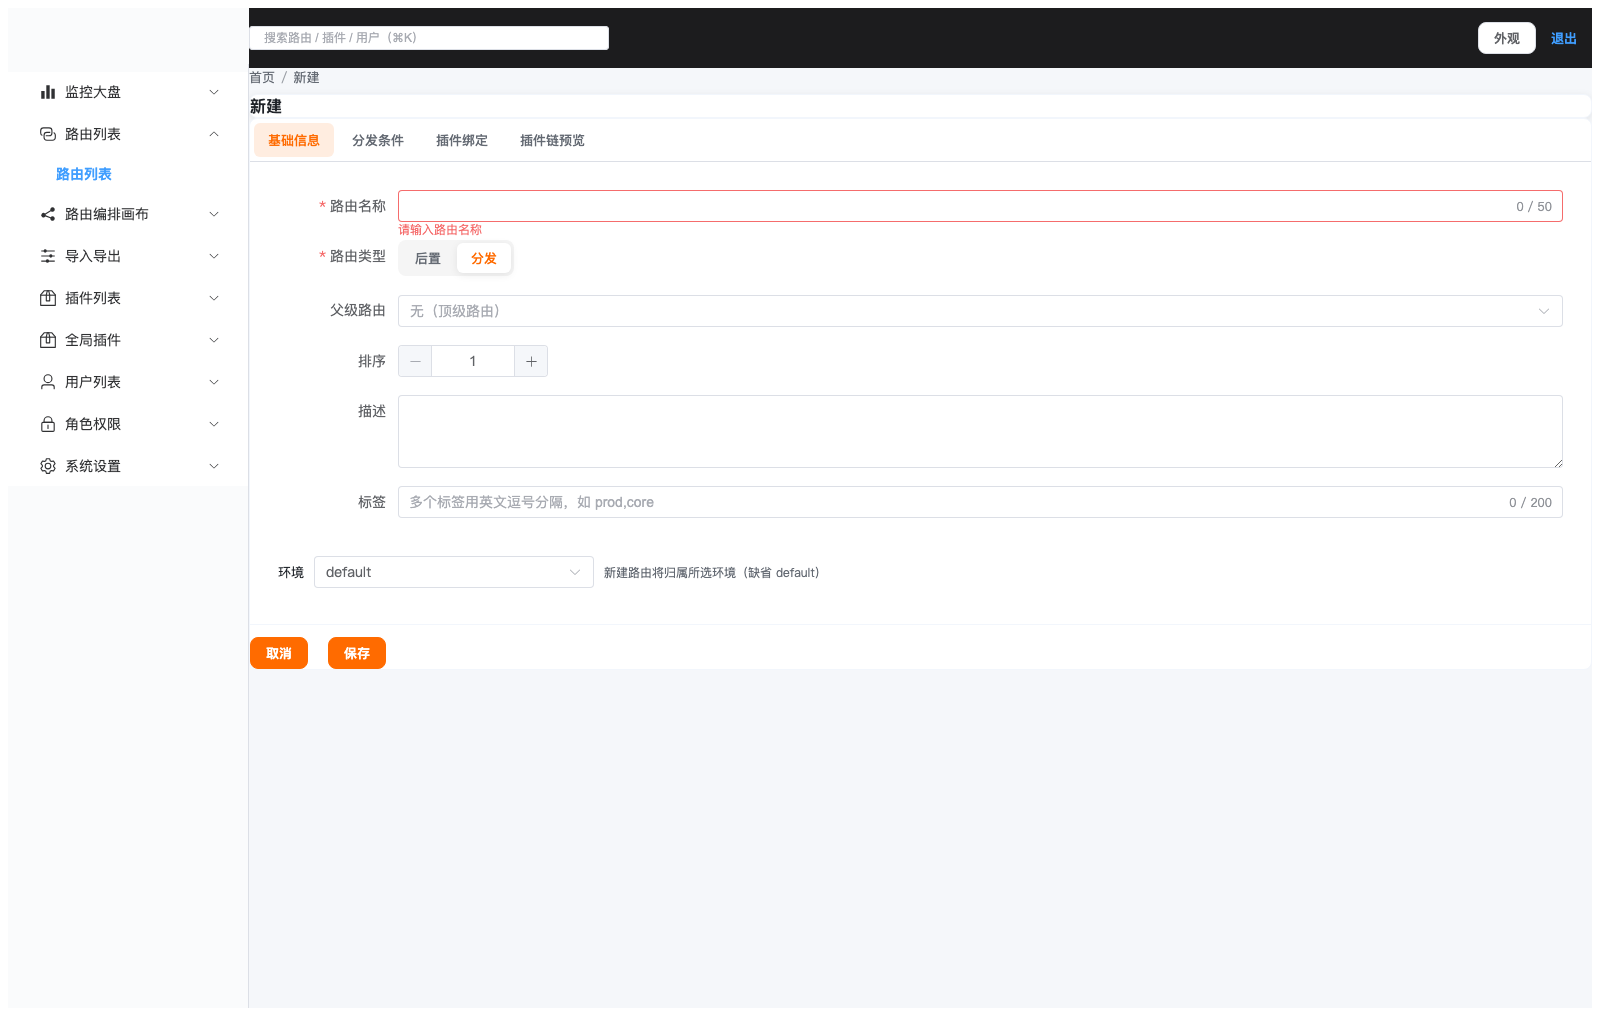 搜索路由 / 插件 / 用户（⌘K）
外观
退出
监控大盘
路由列表
路由列表
路由编排画布
导入导出
插件列表
全局插件
用户列表
角色权限
系统设置
首页 / 新建
新建
基础信息
分发条件
插件绑定
插件链预览
* 路由名称
0 / 50
请输入路由名称
* 路由类型
后置
分发
父级路由
无（顶级路由）
排序
1
描述
标签
多个标签用英文逗号分隔，如 prod,core
0 / 200
环境
default
新建路由将归属所选环境（缺省 default）
取消
保存